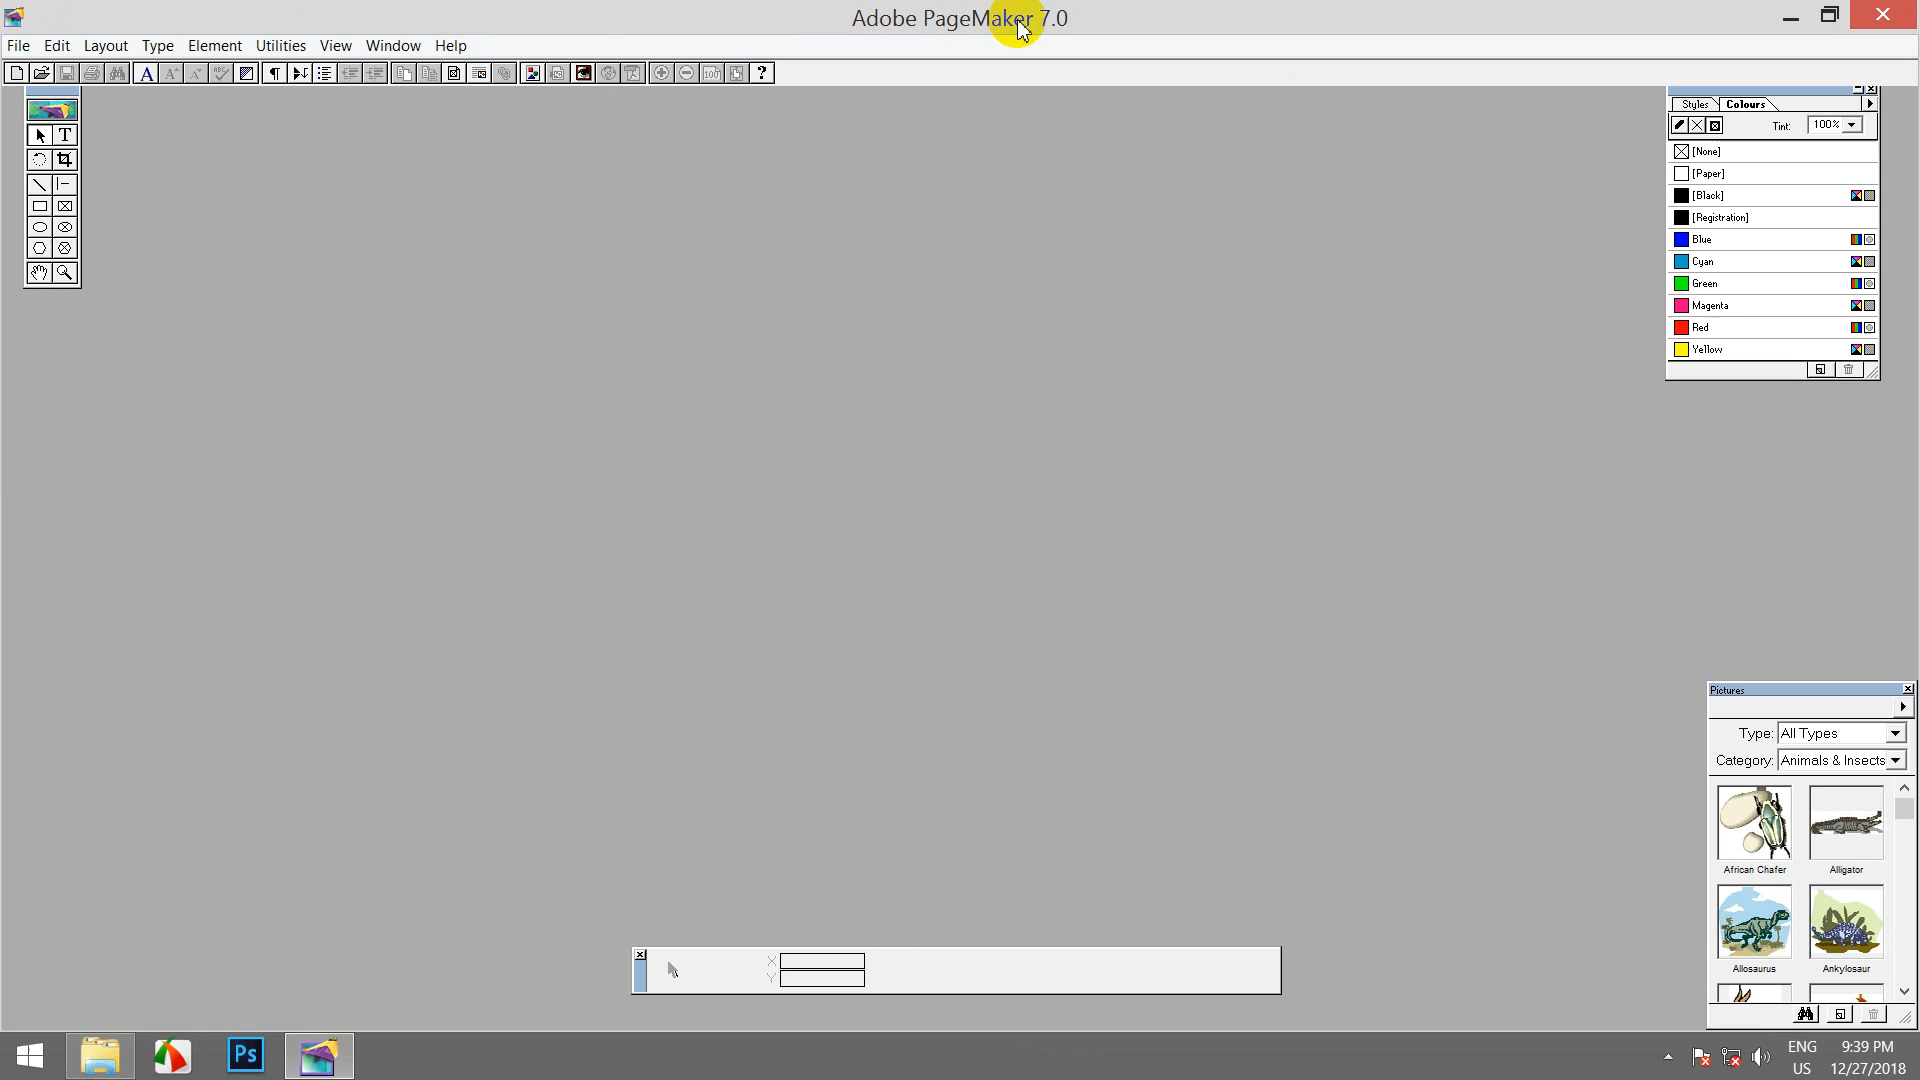 Adobe PageMaker 7.0
File Edit Layout Type Element Utilities View Window Help
Styles Colours
Tint: 100%
[None]
[Paper]
[Black]
[Registration]
Blue
Cyan
Green
Magenta
Red
Yellow
Pictures
Type: All Types
Category: Animals & Insects
African Chafer Alligator
Allosaurus Ankylosaur
X
Y
Ps
ENG 9:39 PM
US 12/27/2018